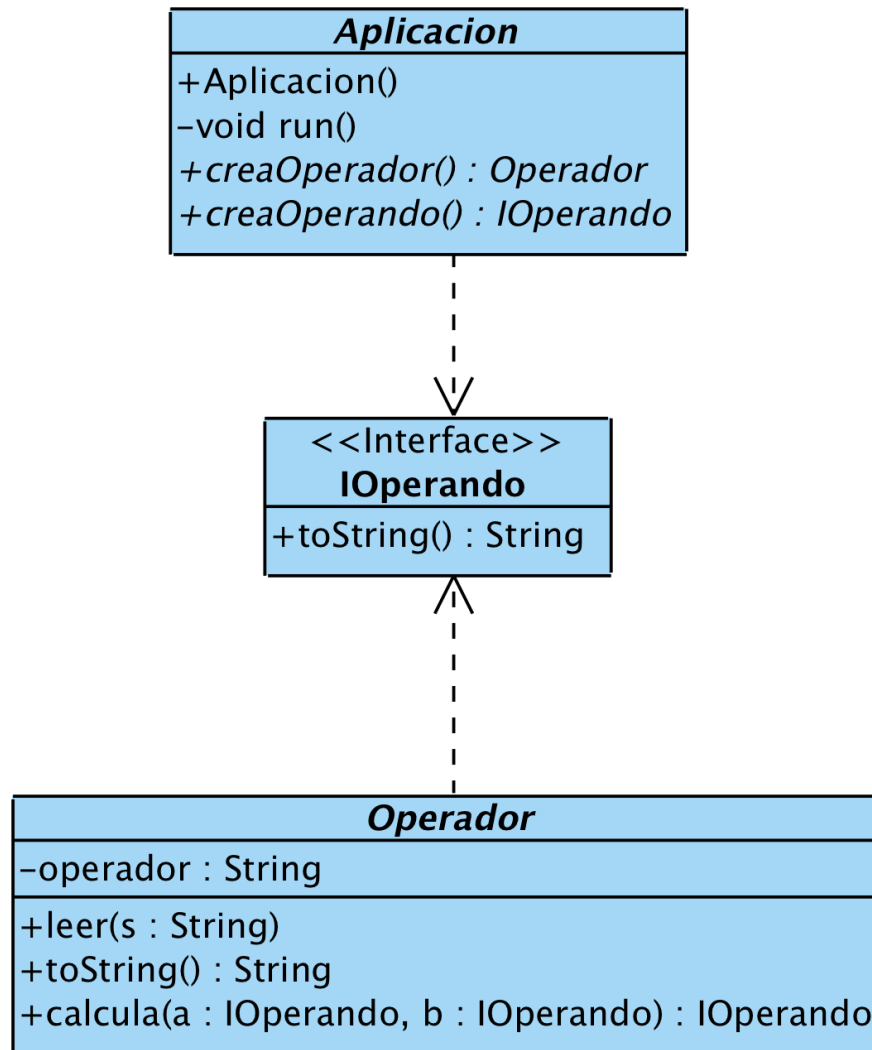 Aplicacion
+Aplicacion()
-void run()
+creaOperador() : Operador
+creaOperando() : IOperando
<<Interface>>
IOperando
+toString() : String
Operador
-operador : String
+leer(s : String)
+toString() : String
+calcula(a : IOperando, b : IOperando) : IOperando